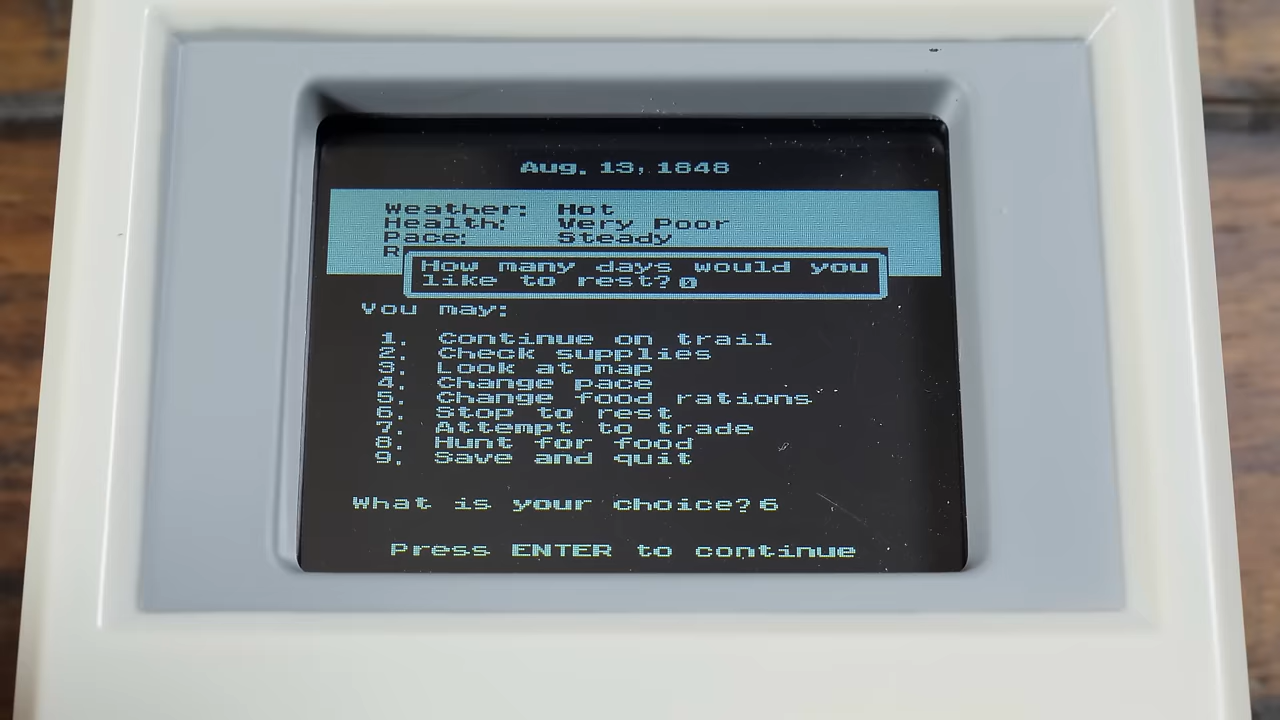 Aug. 13, 1848
Weather: Hot
Health: Very Poor
Pace: Steady
R
How many days would you
like to rest?0
You may:
1. Continue on trail
2. Check supplies
3. Look at map
4. Change pace
5. Change food rations
6. Stop to rest
7. Attempt to trade
8. Hunt for food
9. Save and quit
What is your choice?6
Press ENTER to continue